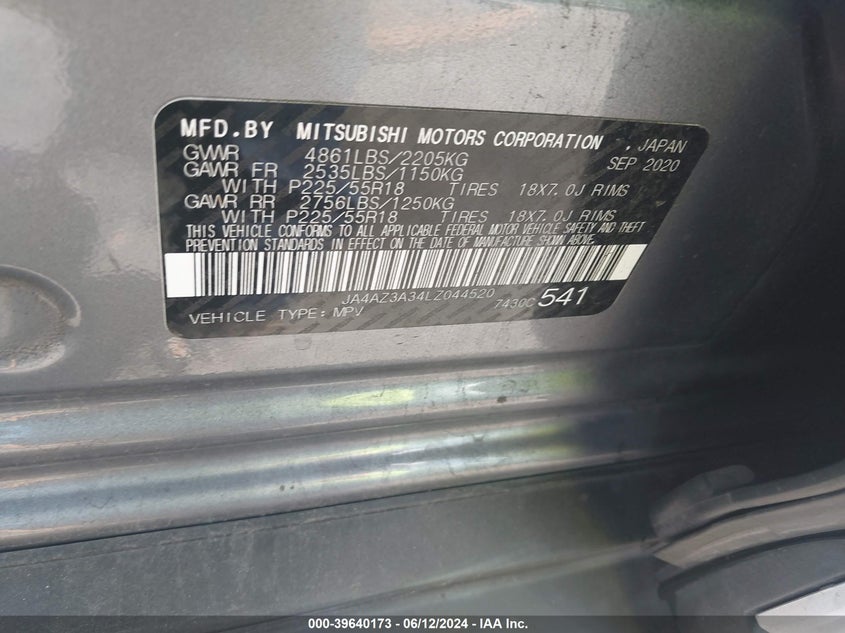 MFD.BY MITSUBISHI MOTORS CORPORATION , JAPAN
GVWR 4861LBS/2205KG SEP 2020
GAWR FR 2535LBS/1150KG
WITH P225/55R18 TIRES 18X7.0J RIMS
GAWR RR 2756LBS/1250KG
WITH P225/55R18 TIRES 18X7.0J RIMS
THIS VEHICLE CONFORMS TO ALL APPLICABLE FEDERAL MOTOR VEHICLE SAFETY AND THEFT
PREVENTION STANDARDS IN EFFECT ON THE DATE OF MANUFACTURE SHOWN ABOVE.
JA4AZ3A34LZ044520
VEHICLE TYPE: MPV 7430C 541
000-39640173 - 06/12/2024 - IAA Inc.